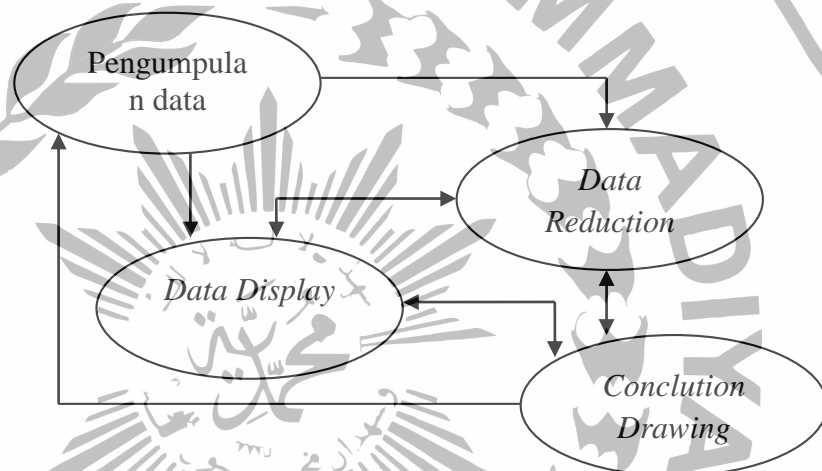 Pengumpula
n data
Data
Reduction
Data Display
Conclution
Drawing